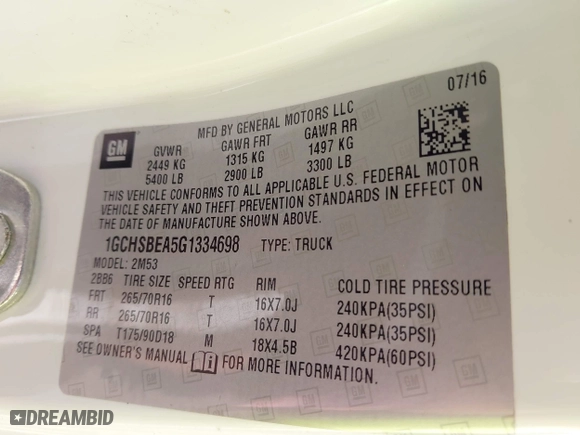 07/16
MFD BY GENERAL MOTORS LLC
GM
GVWR GAWR FRT GAWR RR
2449 KG 1315 KG 1497 KG
5400 LB 2900 LB 3300 LB
THIS VEHICLE CONFORMS TO ALL APPLICABLE U.S. FEDERAL MOTOR
VEHICLE SAFETY AND THEFT PREVENTION STANDARDS IN EFFECT ON
THE DATE OF MANUFACTURE SHOWN ABOVE.
1GCHSBEA5G1334698 TYPE: TRUCK
MODEL: 2M53
2BB6 TIRE SIZE SPEED RTG RIM COLD TIRE PRESSURE
FRT 265/70R16 T 16X7.0J 240KPA(35PSI)
RR 265/70R16 T 16X7.0J 240KPA(35PSI)
SPA T175/90D18 M 18X4.5B 420KPA(60PSI)
SEE OWNER'S MANUAL FOR MORE INFORMATION.
DREAMBID